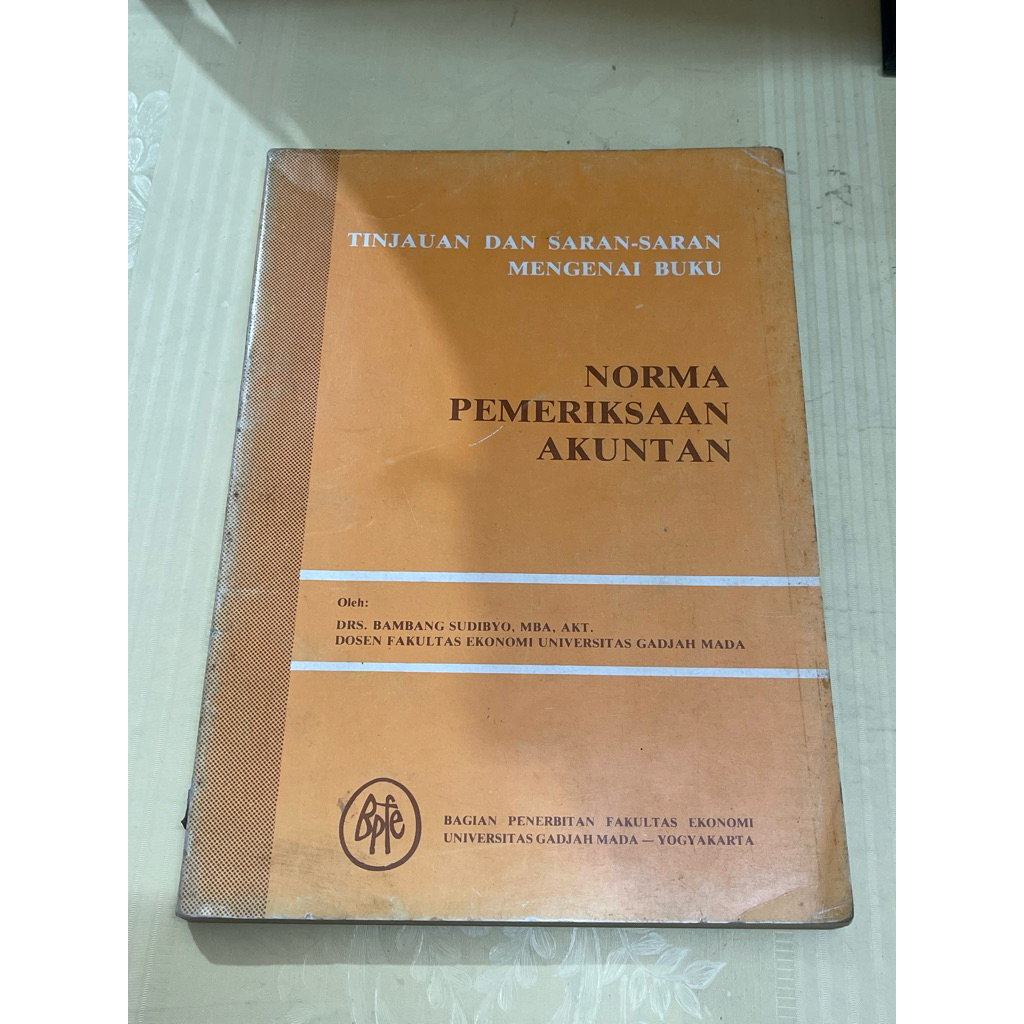 TINJAUAN DAN SARAN-SARAN
MENGENAI BUKU
NORMA
PEMERIKSAAN
AKUNTAN
Oleh:
DRS. BAMBANG SUDIBYO, MBA, AKT.
DOSEN FAKULTAS EKONOMI UNIVERSITAS GADJAH MADA
Bpfe
BAGIAN PENERBITAN FAKULTAS EKONOMI
UNIVERSITAS GADJAH MADA — YOGYAKARTA